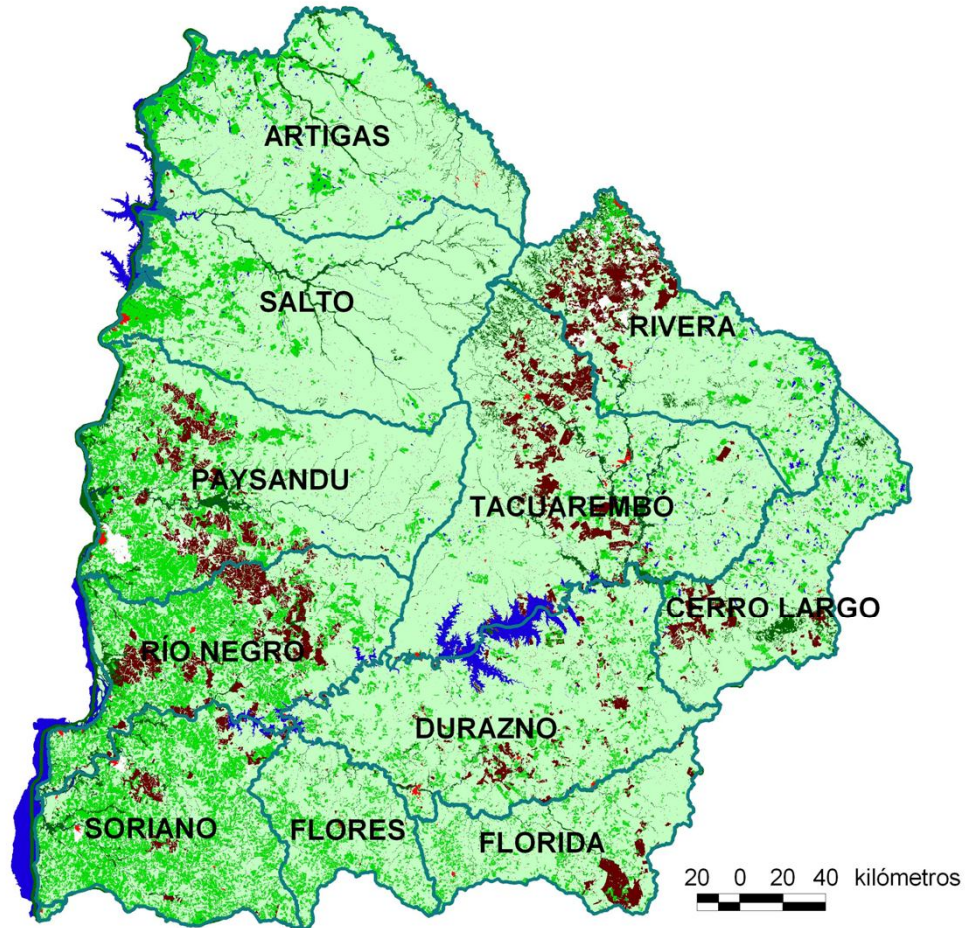 ARTIGAS
SALTO
RIVERA
PAYSANDU
TACUAREMBO
CERRO LARGO
RÍO NEGRO
DURAZNO
SORIANO
FLORES
FLORIDA
20 0 20 40 kilómetros